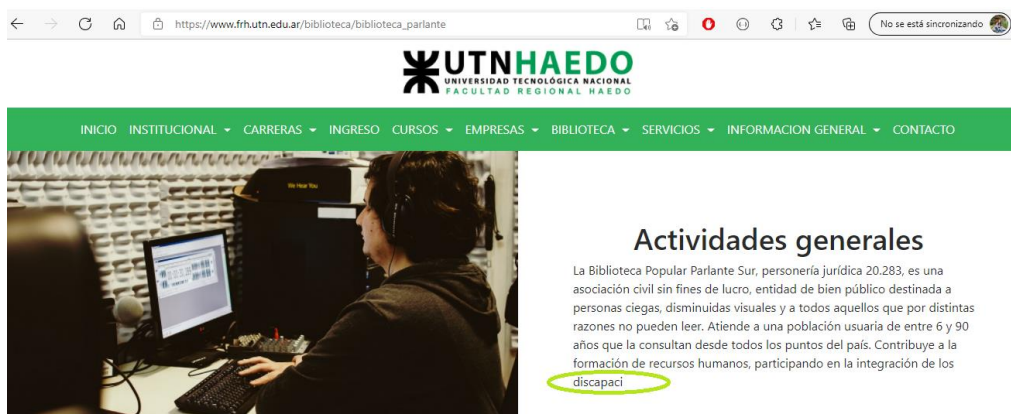 https://www.frh.utn.edu.ar/biblioteca/biblioteca_parlante
No se está sincronizando
UTNHAEDO
UNIVERSIDAD TECNOLÓGICA NACIONAL
FACULTAD REGIONAL HAEDO
INICIO INSTITUCIONAL CARRERAS INGRESO CURSOS EMPRESAS BIBLIOTECA SERVICIOS INFORMACION GENERAL CONTACTO
We Hear You
Actividades generales
La Biblioteca Popular Parlante Sur, personería jurídica 20.283, es una
asociación civil sin fines de lucro, entidad de bien público destinada a
personas ciegas, disminuidas visuales y a todos aquellos que por distintas
razones no pueden leer. Atiende a una población usuaria de entre 6 y 90
años que la consultan desde todos los puntos del país. Contribuye a la
formación de recursos humanos, participando en la integración de los
discapaci